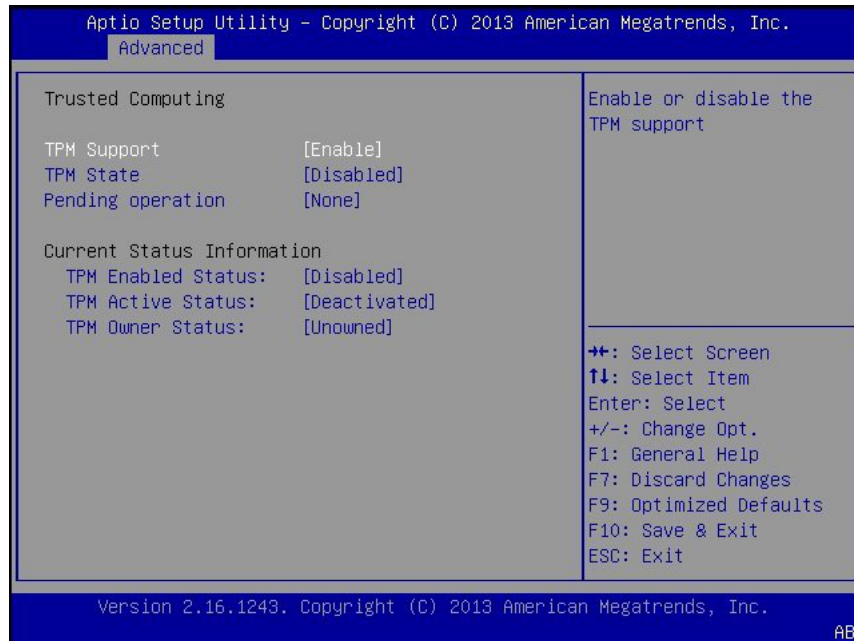 Aptio Setup Utility – Copyright (C) 2013 American Megatrends, Inc.
Advanced
Trusted Computing
TPM Support [Enable]
TPM State [Disabled]
Pending operation [None]
Current Status Information
TPM Enabled Status: [Disabled]
TPM Active Status: [Deactivated]
TPM Owner Status: [Unowned]
Enable or disable the
TPM support
→←: Select Screen
↑↓: Select Item
Enter: Select
+/-: Change Opt.
F1: General Help
F7: Discard Changes
F9: Optimized Defaults
F10: Save & Exit
ESC: Exit
Version 2.16.1243. Copyright (C) 2013 American Megatrends, Inc.
AB